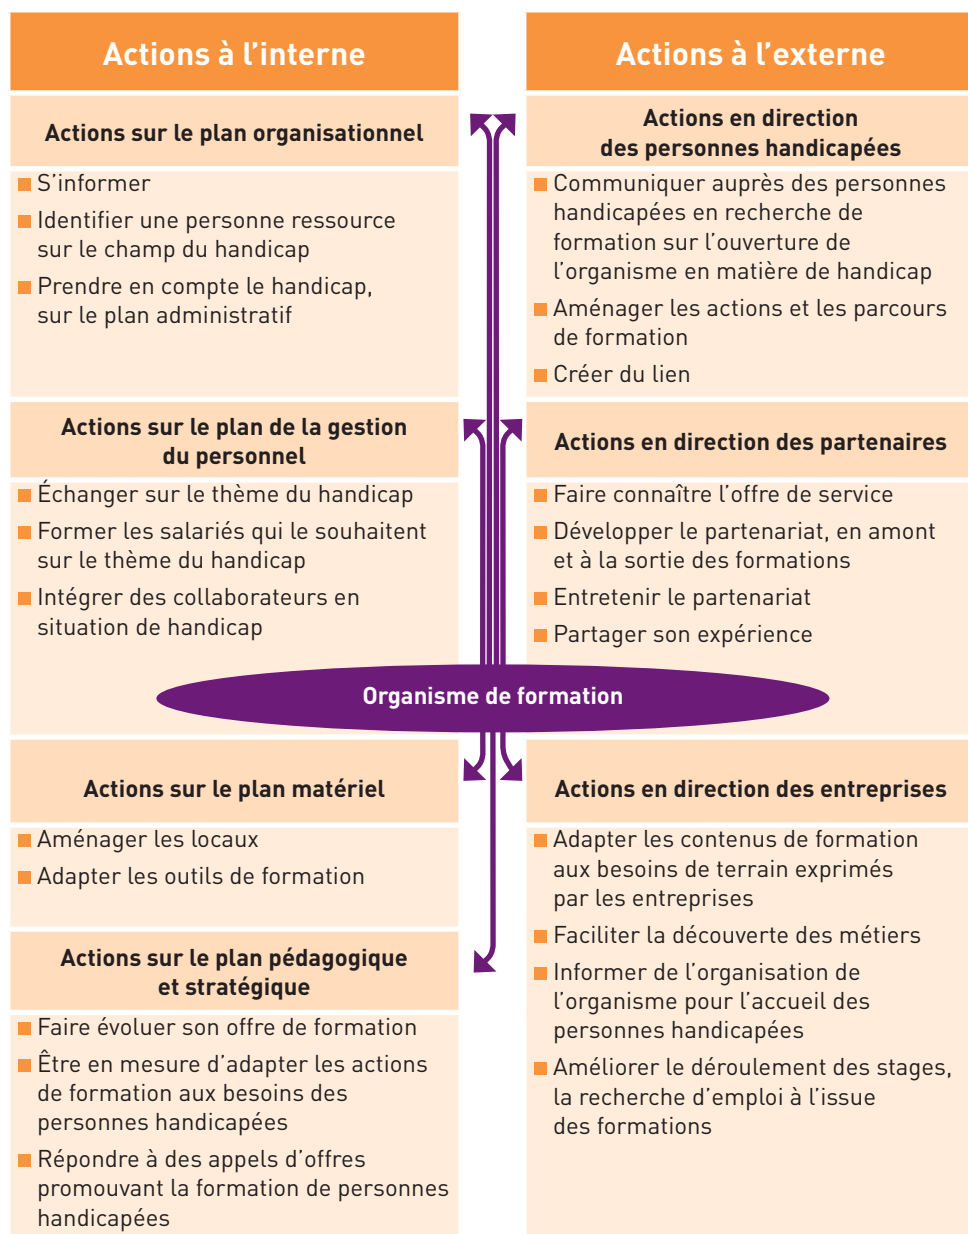 Actions à l’interne
Actions sur le plan organisationnel
S’informer
Identifier une personne ressource
sur le champ du handicap
Prendre en compte le handicap,
sur le plan administratif
Actions sur le plan de la gestion
du personnel
Échanger sur le thème du handicap
Former les salariés qui le souhaitent
sur le thème du handicap
Intégrer des collaborateurs en
situation de handicap
Actions à l’externe
Actions en direction
des personnes handicapées
Communiquer auprès des personnes
handicapées en recherche de
formation sur l’ouverture de
l’organisme en matière de handicap
Aménager les actions et les parcours
de formation
Créer du lien
Actions en direction des partenaires
Faire connaître l’offre de service
Développer le partenariat, en amont
et à la sortie des formations
Entretenir le partenariat
Partager son expérience
Organisme de formation
Actions sur le plan matériel
Aménager les locaux
Adapter les outils de formation
Actions sur le plan pédagogique
et stratégique
Faire évoluer son offre de formation
Être en mesure d’adapter les actions
de formation aux besoins des
personnes handicapées
Répondre à des appels d’offres
promouvant la formation de personnes
handicapées
Actions en direction des entreprises
Adapter les contenus de formation
aux besoins de terrain exprimés
par les entreprises
Faciliter la découverte des métiers
Informer de l’organisation de
l’organisme pour l’accueil des
personnes handicapées
Améliorer le déroulement des stages,
la recherche d’emploi à l’issue
des formations